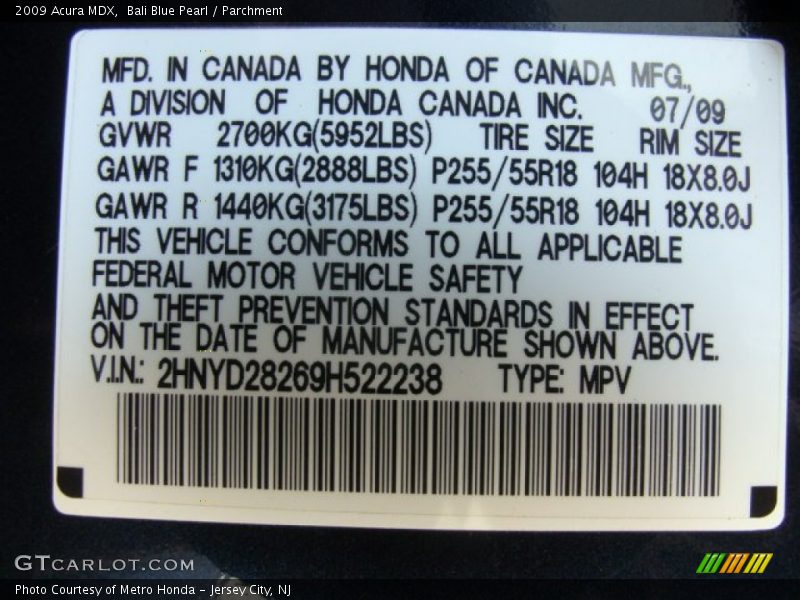 2009 Acura MDX, Bali Blue Pearl / Parchment
MFD. IN CANADA BY HONDA OF CANADA MFG.,
A DIVISION OF HONDA CANADA INC. 07/09
GVWR 2700KG(5952LBS) TIRE SIZE RIM SIZE
GAWR F 1310KG(2888LBS) P255/55R18 104H 18X8.0J
GAWR R 1440KG(3175LBS) P255/55R18 104H 18X8.0J
THIS VEHICLE CONFORMS TO ALL APPLICABLE
FEDERAL MOTOR VEHICLE SAFETY
AND THEFT PREVENTION STANDARDS IN EFFECT
ON THE DATE OF MANUFACTURE SHOWN ABOVE.
V.I.N.: 2HNYD28269H522238 TYPE: MPV
GTCARLOT.COM
Photo Courtesy of Metro Honda - Jersey City, NJ